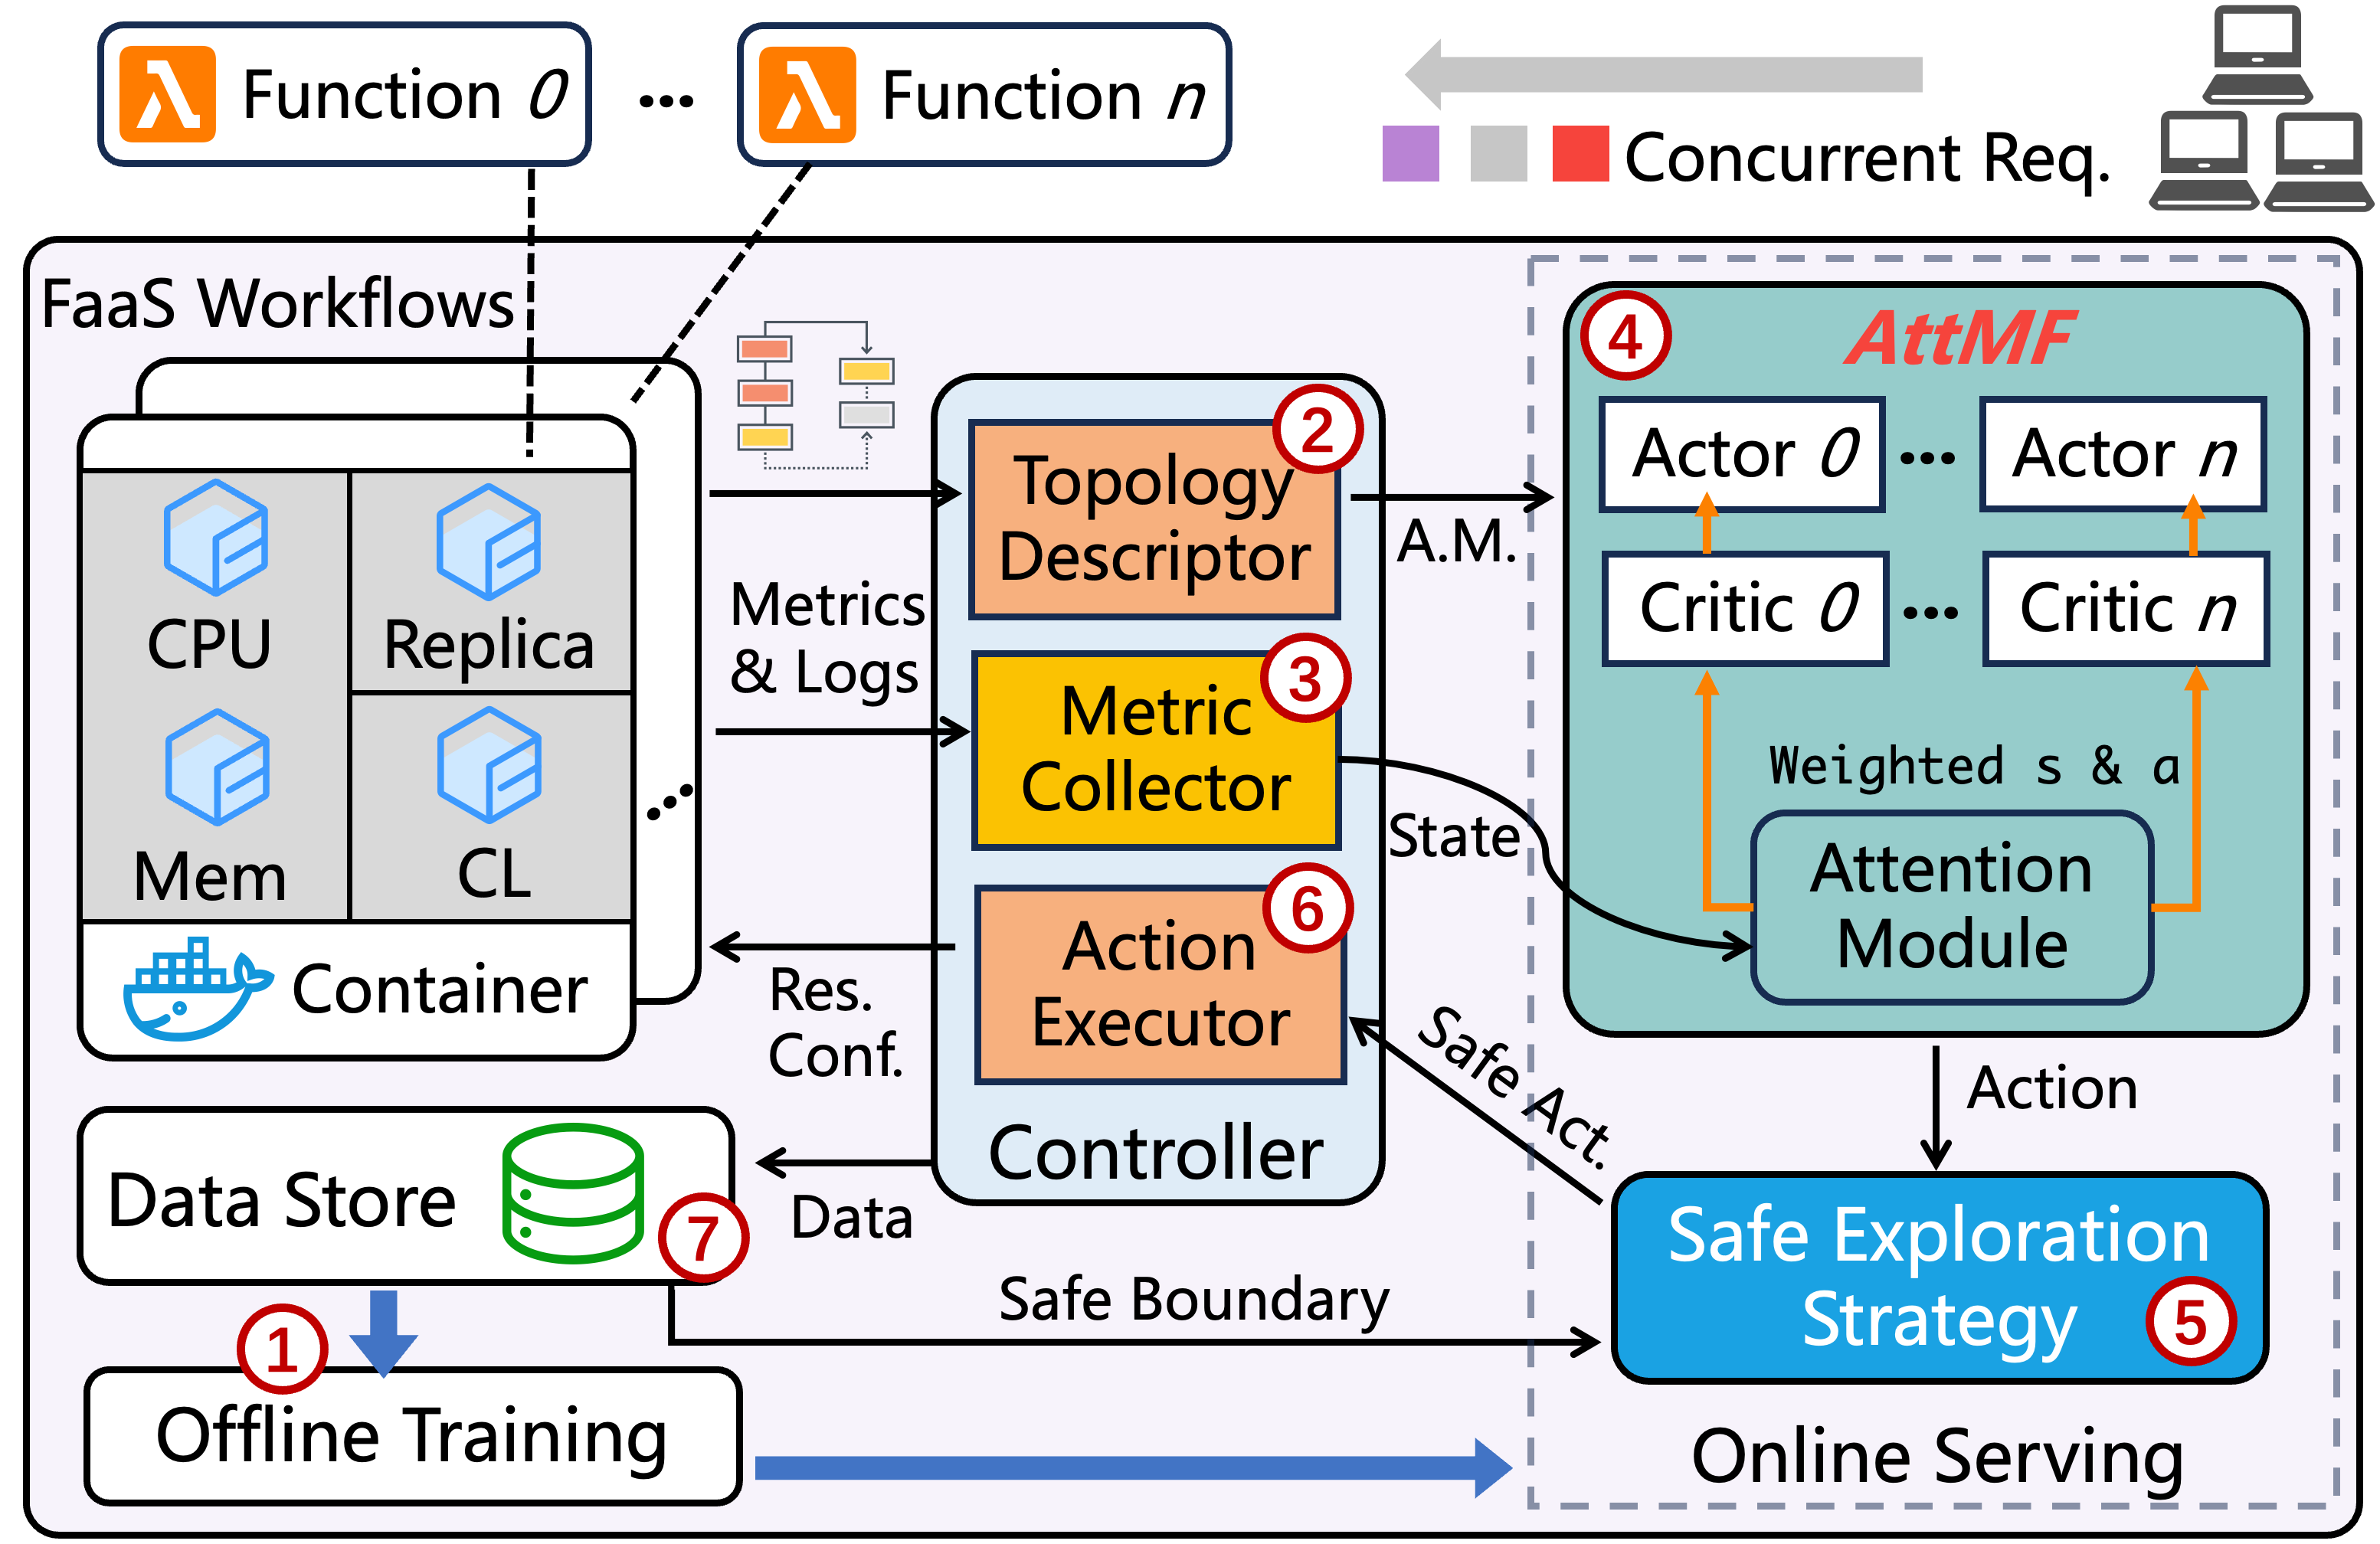 Function 0
...
Function n
Concurrent Req.
FaaS Workflows
CPU
Replica
Mem
CL
Container
Metrics
& Logs
Res.
Conf.
Data
2
Topology
Descriptor
3
Metric
Collector
6
Action
Executor
Controller
A.M.
State
Safe Act.
4
AttMF
Actor 0
...
Actor n
Critic 0
...
Critic n
Weighted s & a
Attention
Module
Action
Safe Exploration
Strategy
5
Online Serving
Data Store
7
Safe Boundary
1
Offline Training